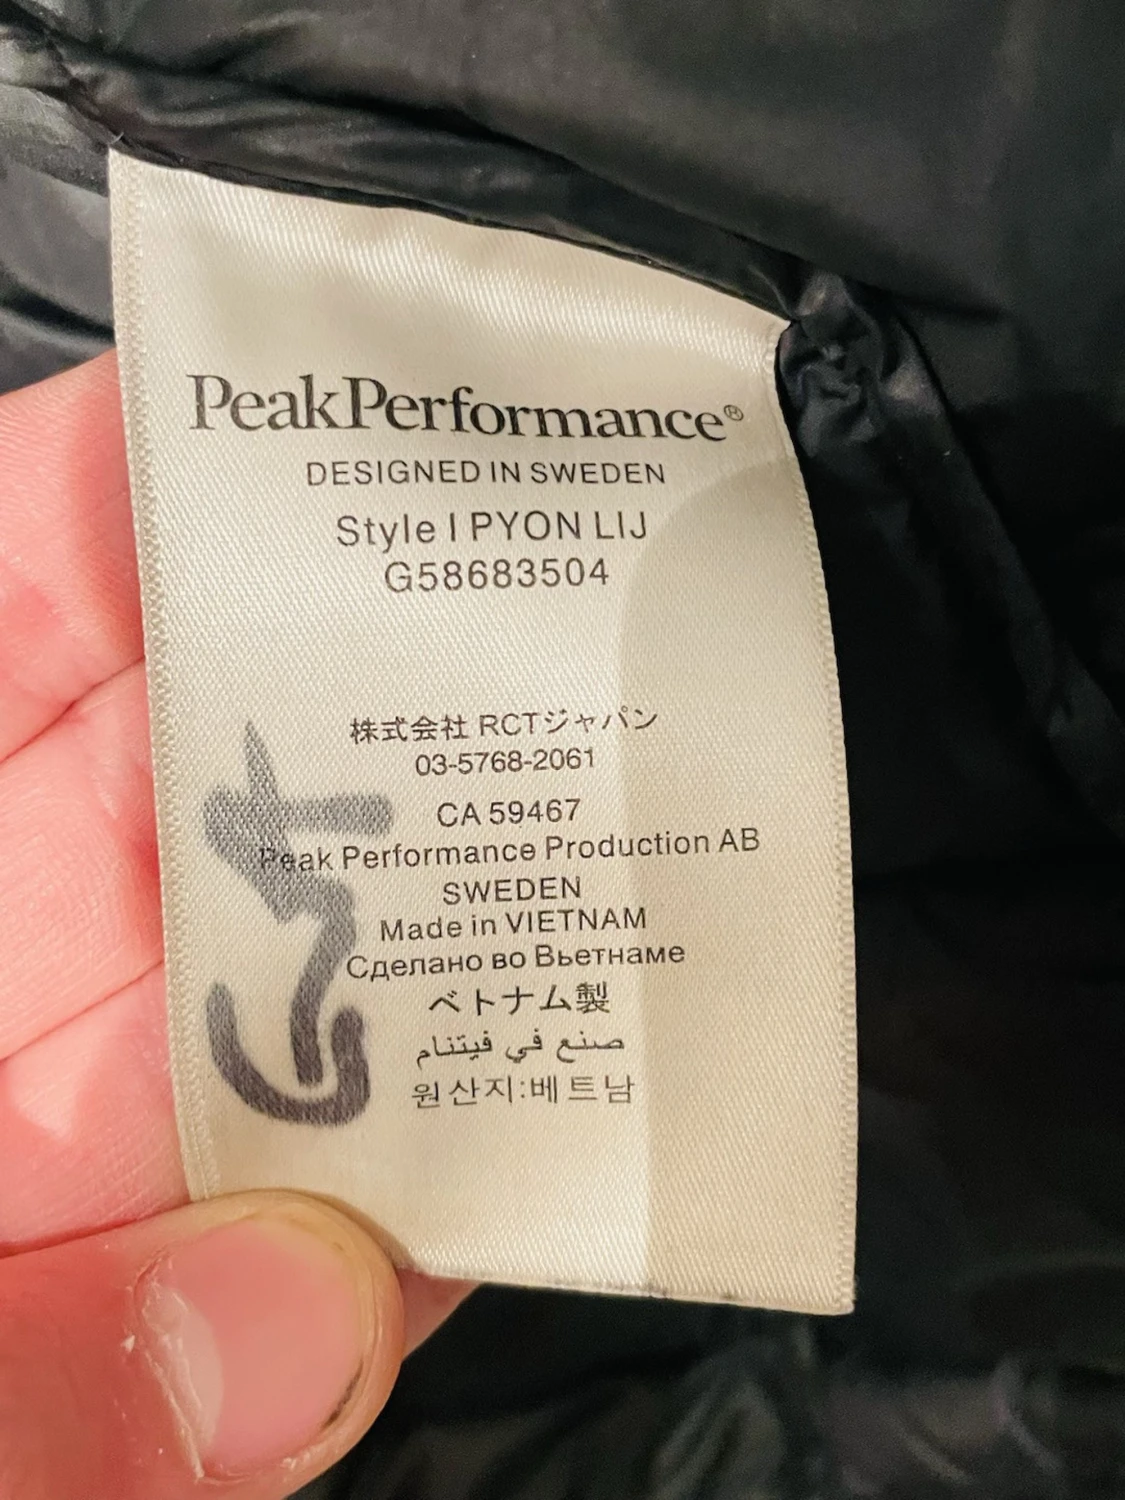 PeakPerformance®
DESIGNED IN SWEDEN
Style I PYON LIJ
G58683504
株式会社 RCTジャパン
03-5768-2061
CA 59467
Peak Performance Production AB
SWEDEN
Made in VIETNAM
Сделано во Вьетнаме
ベトナム製
صنع في فيتنام
원산지:베트남